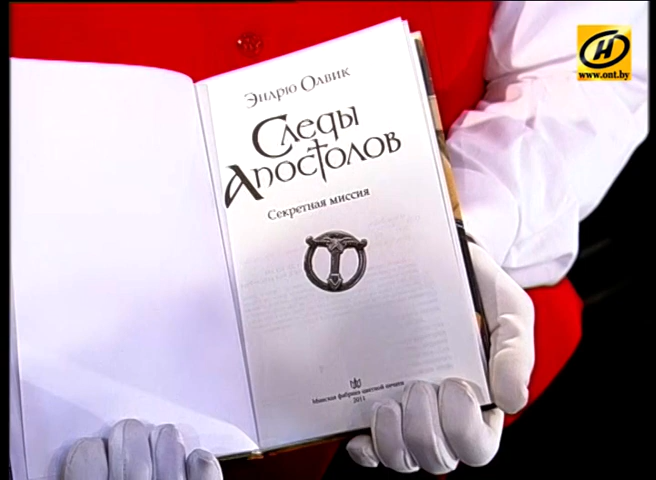 Эндрю Олвик
Следы
Апостолов
Секретная миссия
Минская фабрика цветной печати
2011
www.ont.by